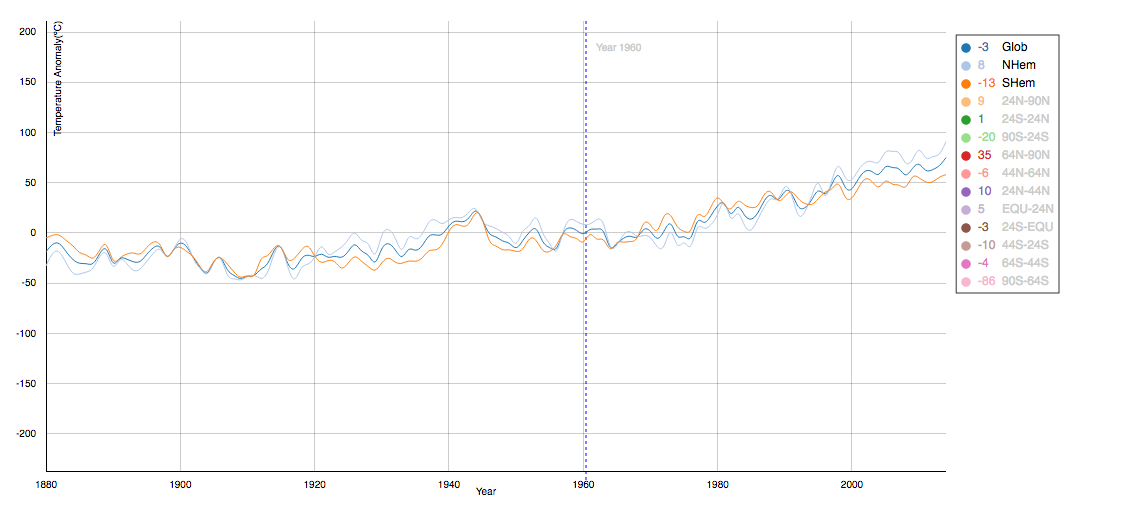 Temperature Anomaly(°C)
200
150
100
50
0
-50
-100
-150
-200
1880
1900
1920
1940
1960
1980
2000
Year
Year 1960
-3 Glob
8 NHem
-13 SHem
9 24N-90N
1 24S-24N
-20 90S-24S
35 64N-90N
-6 44N-64N
10 24N-44N
5 EQU-24N
-3 24S-EQU
-10 44S-24S
-4 64S-44S
-86 90S-64S